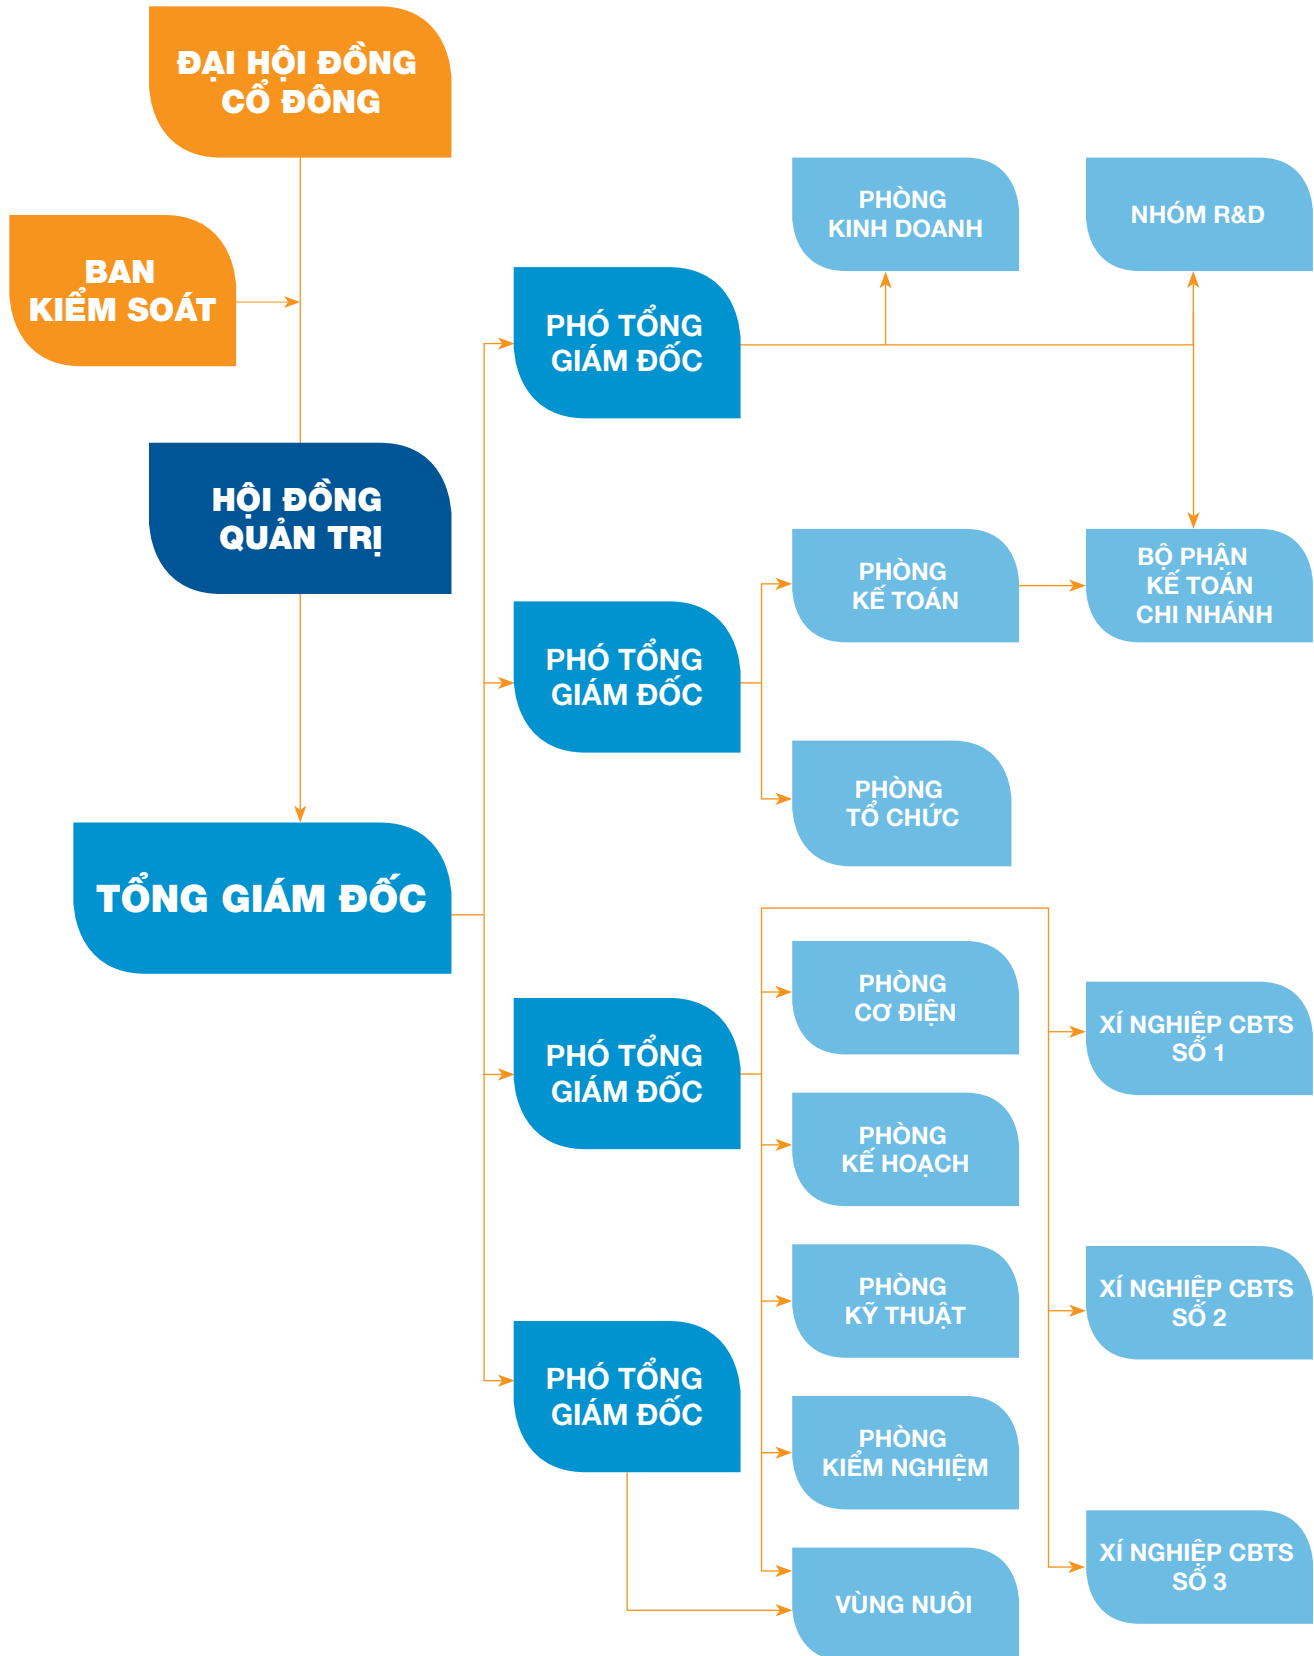 ĐẠI HỘI ĐỒNG
CỔ ĐÔNG
BAN
KIỂM SOÁT
HỘI ĐỒNG
QUẢN TRỊ
TỔNG GIÁM ĐỐC
PHÓ TỔNG
GIÁM ĐỐC
PHÒNG
KINH DOANH
NHÓM R&D
PHÓ TỔNG
GIÁM ĐỐC
PHÒNG
KẾ TOÁN
BỘ PHẬN
KẾ TOÁN
CHI NHÁNH
PHÒNG
TỔ CHỨC
PHÓ TỔNG
GIÁM ĐỐC
PHÒNG
CƠ ĐIỆN
PHÒNG
KẾ HOẠCH
PHÒNG
KỸ THUẬT
PHÒNG
KIỂM NGHIỆM
XÍ NGHIỆP CBTS
SỐ 1
XÍ NGHIỆP CBTS
SỐ 2
XÍ NGHIỆP CBTS
SỐ 3
PHÓ TỔNG
GIÁM ĐỐC
VÙNG NUÔI